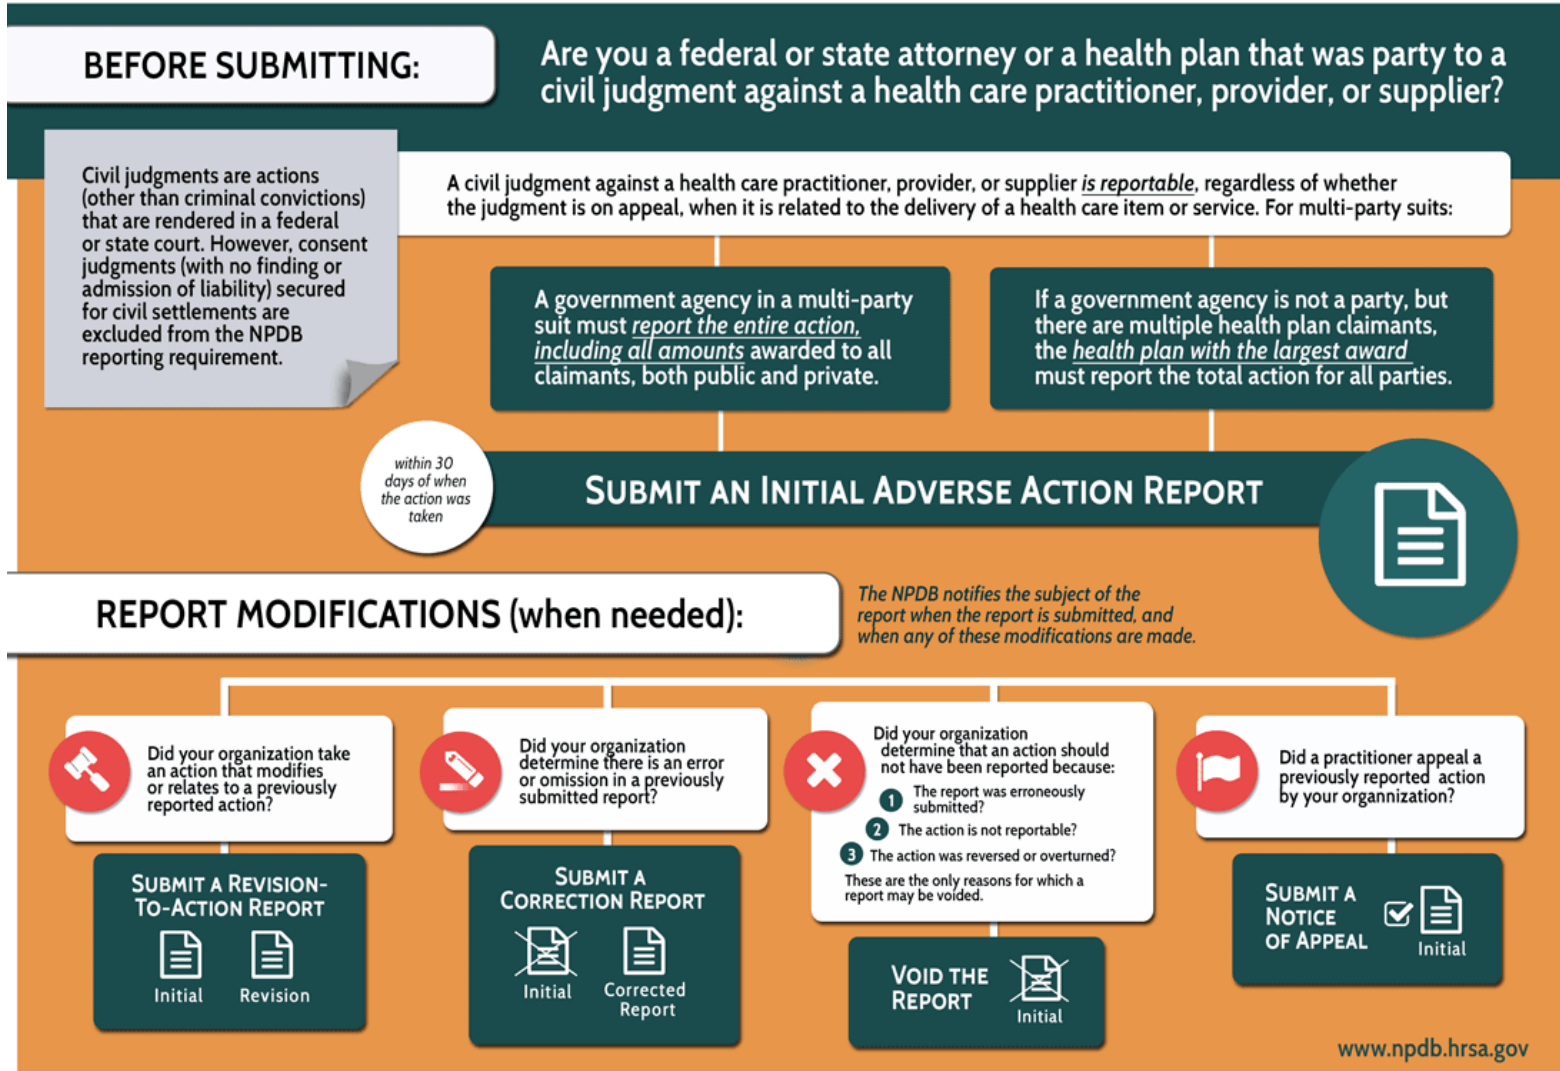 BEFORE SUBMITTING:
Are you a federal or state attorney or a health plan that was party to a
civil judgment against a health care practitioner, provider, or supplier?
Civil judgments are actions
(other than criminal convictions)
that are rendered in a federal
or state court. However, consent
judgments (with no finding or
admission of liability) secured
for civil settlements are
excluded from the NPDB
reporting requirement.
A civil judgment against a health care practitioner, provider, or supplier is reportable, regardless of whether
the judgment is on appeal, when it is related to the delivery of a health care item or service. For multi-party suits:
A government agency in a multi-party
suit must report the entire action,
including all amounts awarded to all
claimants, both public and private.
If a government agency is not a party, but
there are multiple health plan claimants,
the health plan with the largest award
must report the total action for all parties.
within 30
days of when
the action was
taken
SUBMIT AN INITIAL ADVERSE ACTION REPORT
REPORT MODIFICATIONS (when needed):
The NPDB notifies the subject of the
report when the report is submitted, and
when any of these modifications are made.
Did your organization take
an action that modifies
or relates to a previously
reported action?
SUBMIT A REVISION-
TO-ACTION REPORT
Initial
Revision
Did your organization
determine there is an error
or omission in a previously
submitted report?
SUBMIT A
CORRECTION REPORT
Initial
Corrected
Report
Did your organization
determine that an action should
not have been reported because:
1 The report was erroneously
submitted?
2 The action is not reportable?
3 The action was reversed or overturned?
These are the only reasons for which a
report may be voided.
VOID THE
REPORT
Initial
Did a practitioner appeal a
previously reported action
by your organnization?
SUBMIT A
NOTICE
OF APPEAL
Initial
www.npdb.hrsa.gov